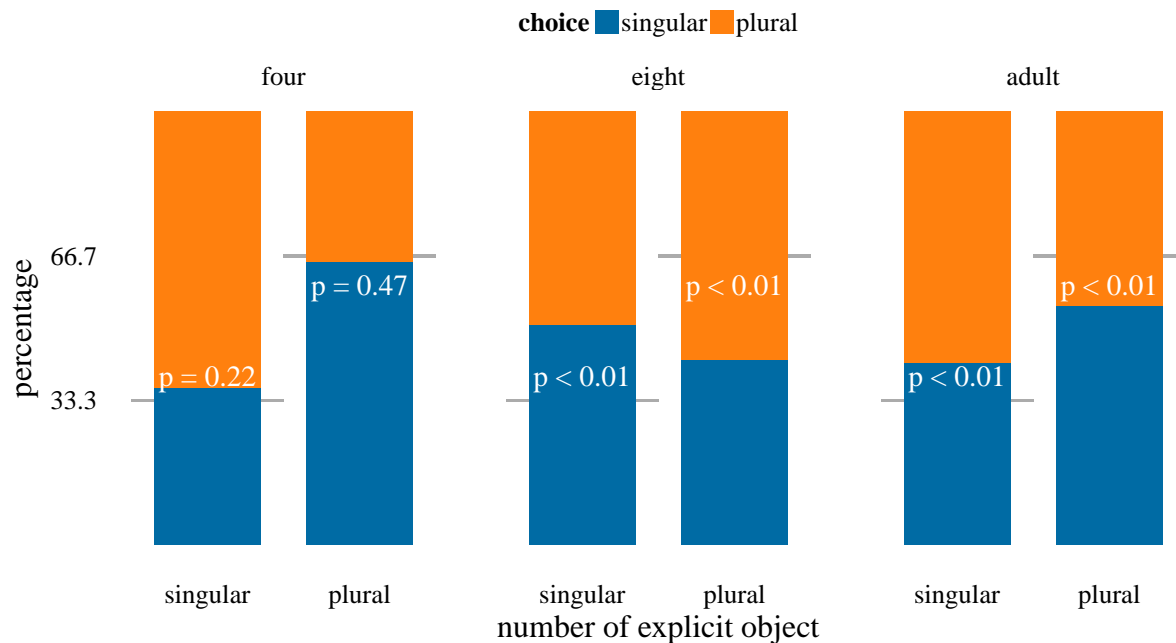 choice singular plural
four eight adult
percentage
66.7
33.3
p = 0.22
p = 0.47
p < 0.01
p < 0.01
p < 0.01
p < 0.01
singular plural singular plural singular plural
number of explicit object